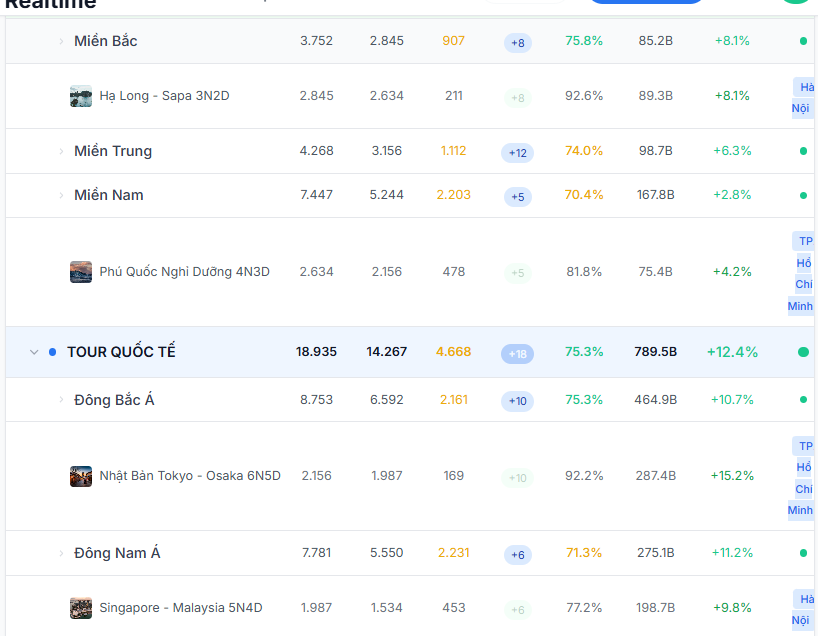 Realtime
Miền Bắc 3.752 2.845 907 +8 75.8% 85.2B +8.1%
Hạ Long - Sapa 3N2D 2.845 2.634 211 +8 92.6% 89.3B +8.1% Hà
Nội
Miền Trung 4.268 3.156 1.112 +12 74.0% 98.7B +6.3%
Miền Nam 7.447 5.244 2.203 +5 70.4% 167.8B +2.8%
Phú Quốc Nghỉ Dưỡng 4N3D 2.634 2.156 478 +5 81.8% 75.4B +4.2% TP
Hồ
Chí
Minh
TOUR QUỐC TẾ 18.935 14.267 4.668 +18 75.3% 789.5B +12.4%
Đông Bắc Á 8.753 6.592 2.161 +10 75.3% 464.9B +10.7%
Nhật Bản Tokyo - Osaka 6N5D 2.156 1.987 169 +10 92.2% 287.4B +15.2% TP
Hồ
Chí
Minh
Đông Nam Á 7.781 5.550 2.231 +6 71.3% 275.1B +11.2%
Singapore - Malaysia 5N4D 1.987 1.534 453 +6 77.2% 198.7B +9.8% Hà
Nội